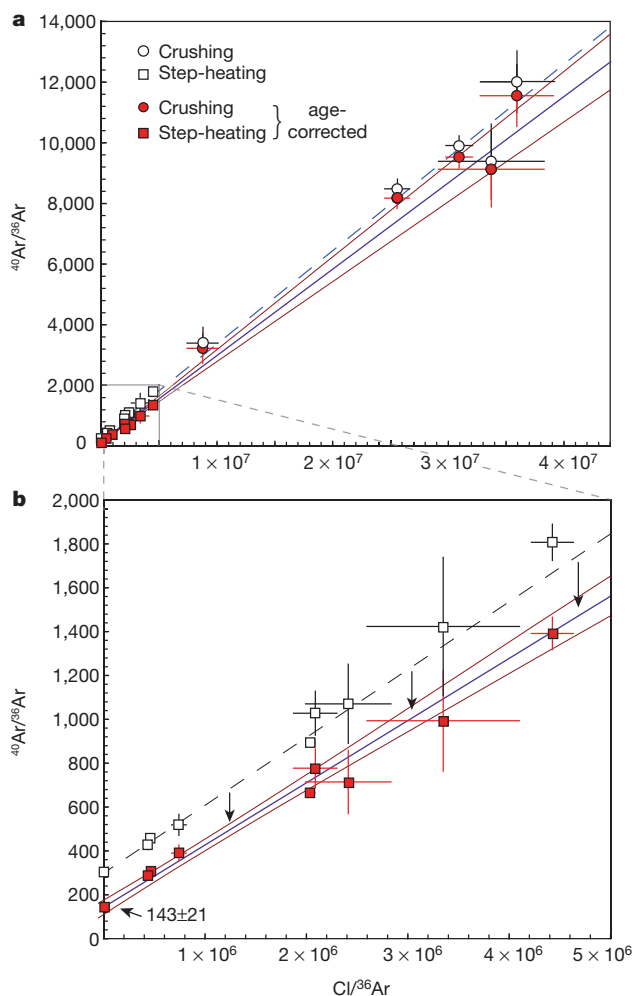 a
14,000
12,000
10,000
8,000
6,000
4,000
2,000
0
⁴⁰Ar/³⁶Ar
Crushing
Step-heating
Crushing
Step-heating
age-
corrected
1 × 10⁷
2 × 10⁷
3 × 10⁷
4 × 10⁷
b
2,000
1,800
1,600
1,400
1,200
1,000
800
600
400
200
0
⁴⁰Ar/³⁶Ar
143±21
1 × 10⁶
2 × 10⁶
3 × 10⁶
4 × 10⁶
5 × 10⁶
Cl/³⁶Ar